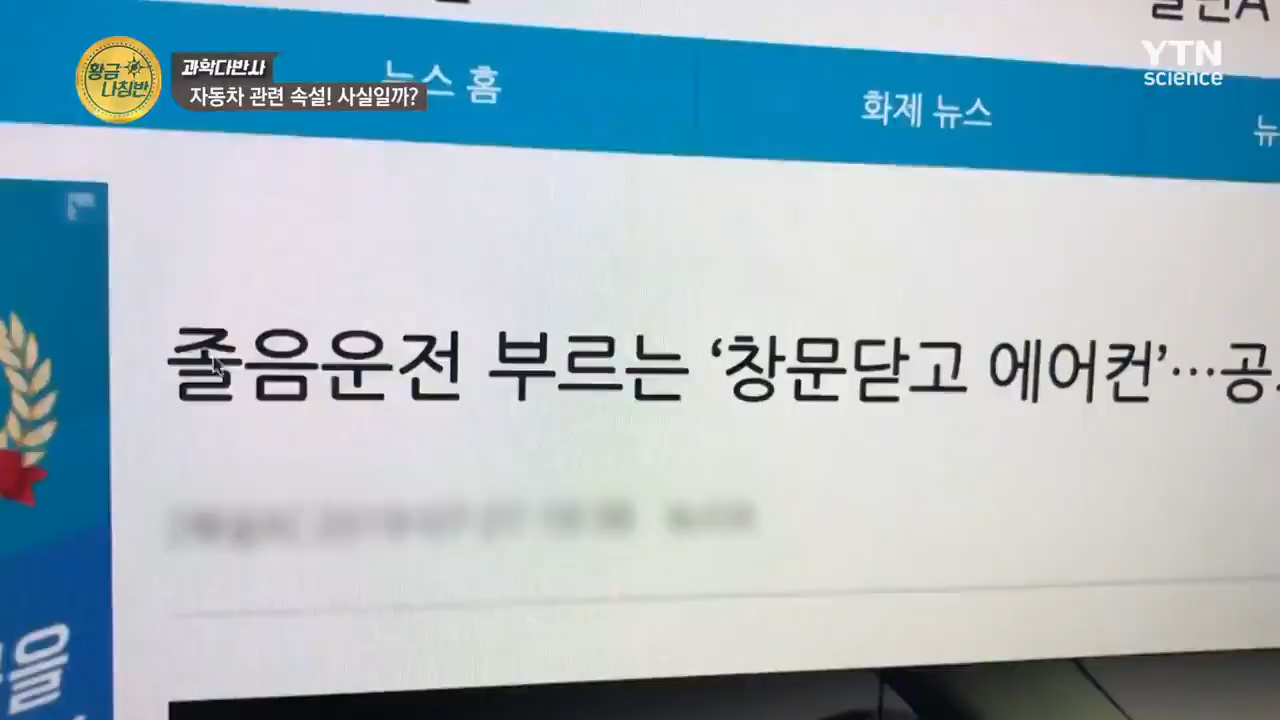 황금
나침반
과학다반사
자동차 관련 속설! 사실일까?
YTN
science
뉴스 홈
화제 뉴스
뉴
졸음운전 부르는 ‘창문닫고 에어컨’…공
을